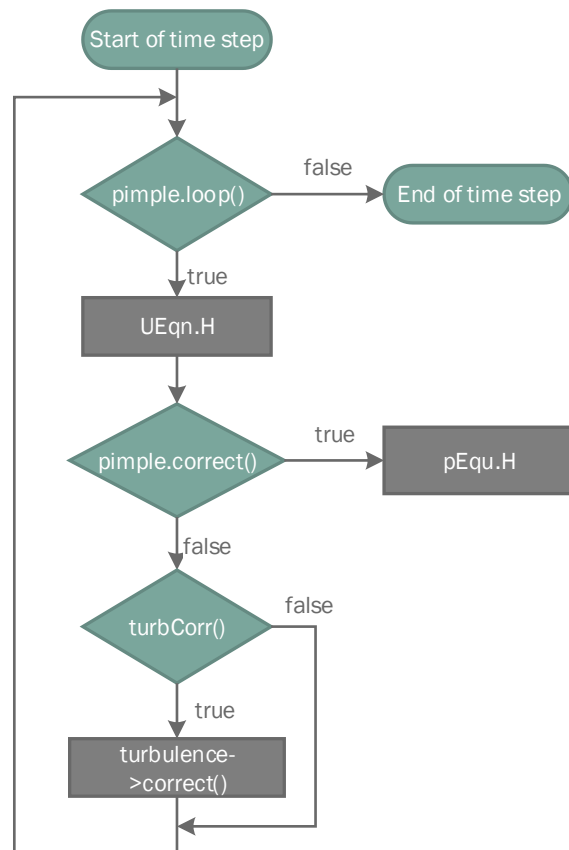 Start of time step
pimple.loop()
false
End of time step
true
UEqn.H
pimple.correct()
true
pEqu.H
false
turbCorr()
false
true
turbulence-
>correct()